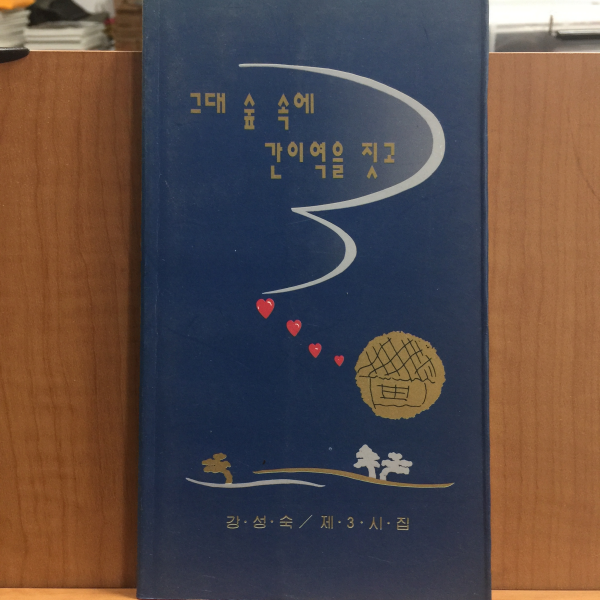 그대 숲 속에
간이역을 짓고
강·성·숙／제·3·시·집